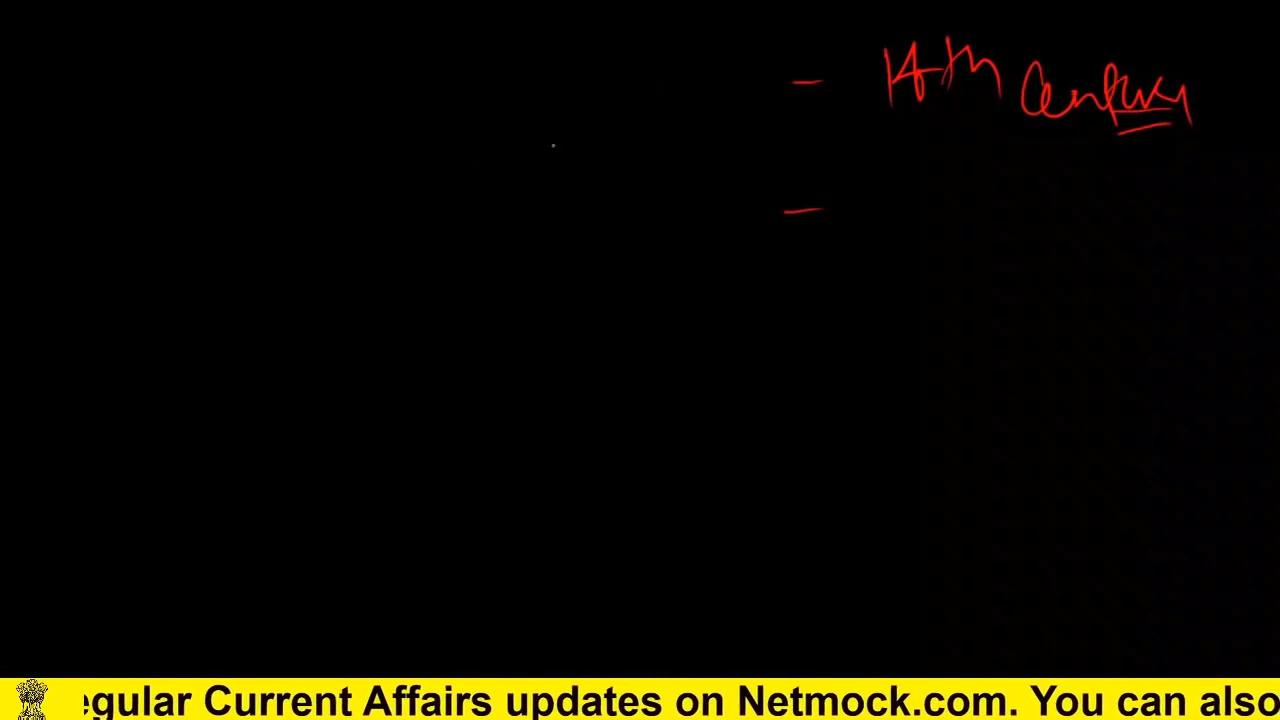 - 14th Century
-
egular Current Affairs updates on Netmock.com. You can also